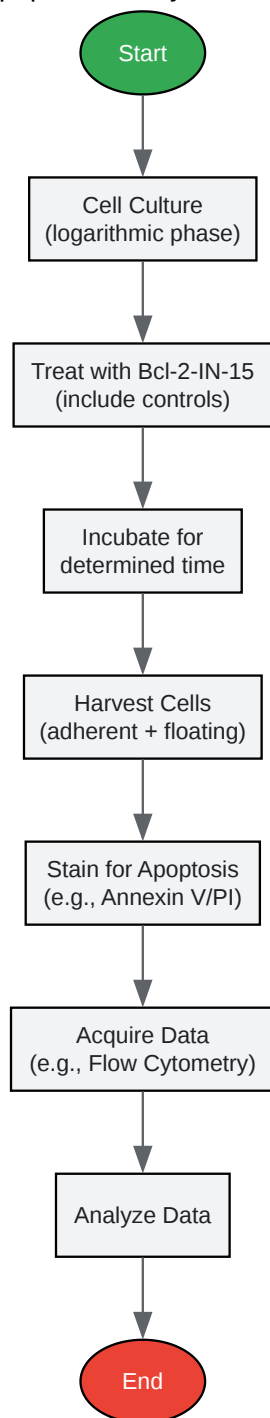 Start
Cell Culture
(logarithmic phase)
Treat with Bcl-2-IN-15
(include controls)
Incubate for
determined time
Harvest Cells
(adherent + floating)
Stain for Apoptosis
(e.g., Annexin V/PI)
Acquire Data
(e.g., Flow Cytometry)
Analyze Data
End